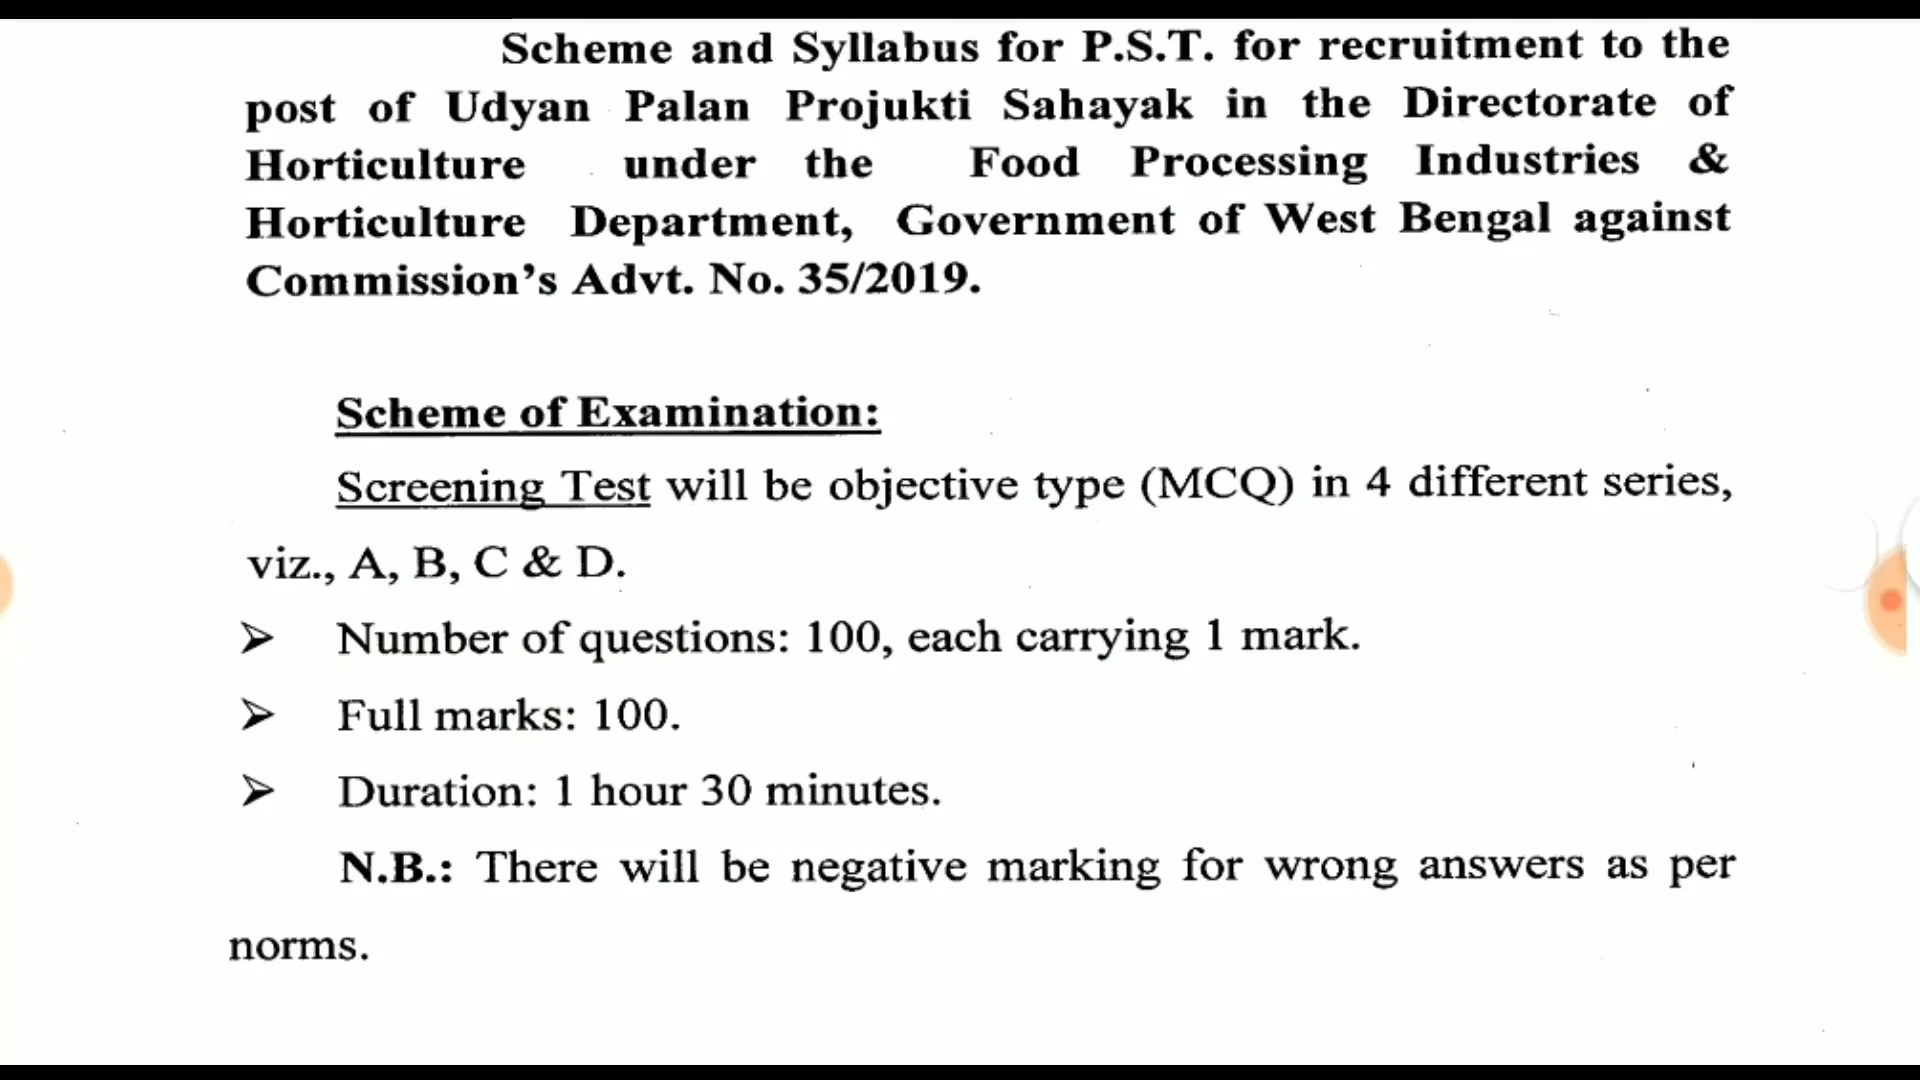 Scheme and Syllabus for P.S.T. for recruitment to the
post of Udyan Palan Projukti Sahayak in the Directorate of
Horticulture under the Food Processing Industries &
Horticulture Department, Government of West Bengal against
Commission’s Advt. No. 35/2019.
Scheme of Examination:
Screening Test will be objective type (MCQ) in 4 different series,
viz., A, B, C & D.
➢ Number of questions: 100, each carrying 1 mark.
➢ Full marks: 100.
➢ Duration: 1 hour 30 minutes.
N.B.: There will be negative marking for wrong answers as per
norms.